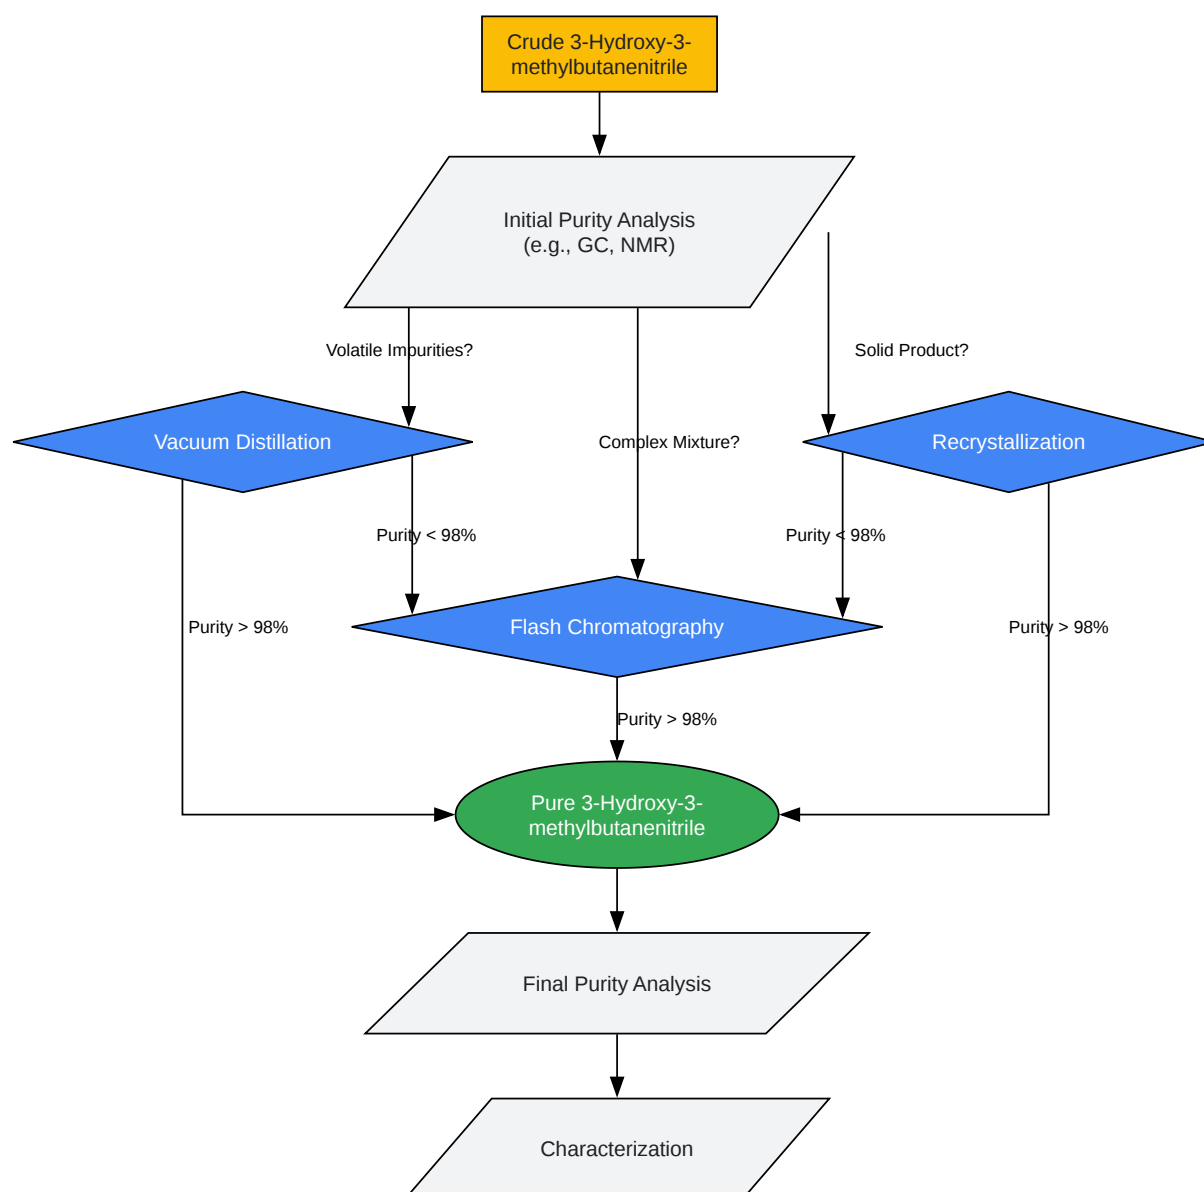 Crude 3-Hydroxy-3-
methylbutanenitrile
Initial Purity Analysis
(e.g., GC, NMR)
Volatile Impurities?
Solid Product?
Vacuum Distillation
Complex Mixture?
Recrystallization
Purity < 98%
Purity < 98%
Purity > 98%
Flash Chromatography
Purity > 98%
Purity > 98%
Pure 3-Hydroxy-3-
methylbutanenitrile
Final Purity Analysis
Characterization